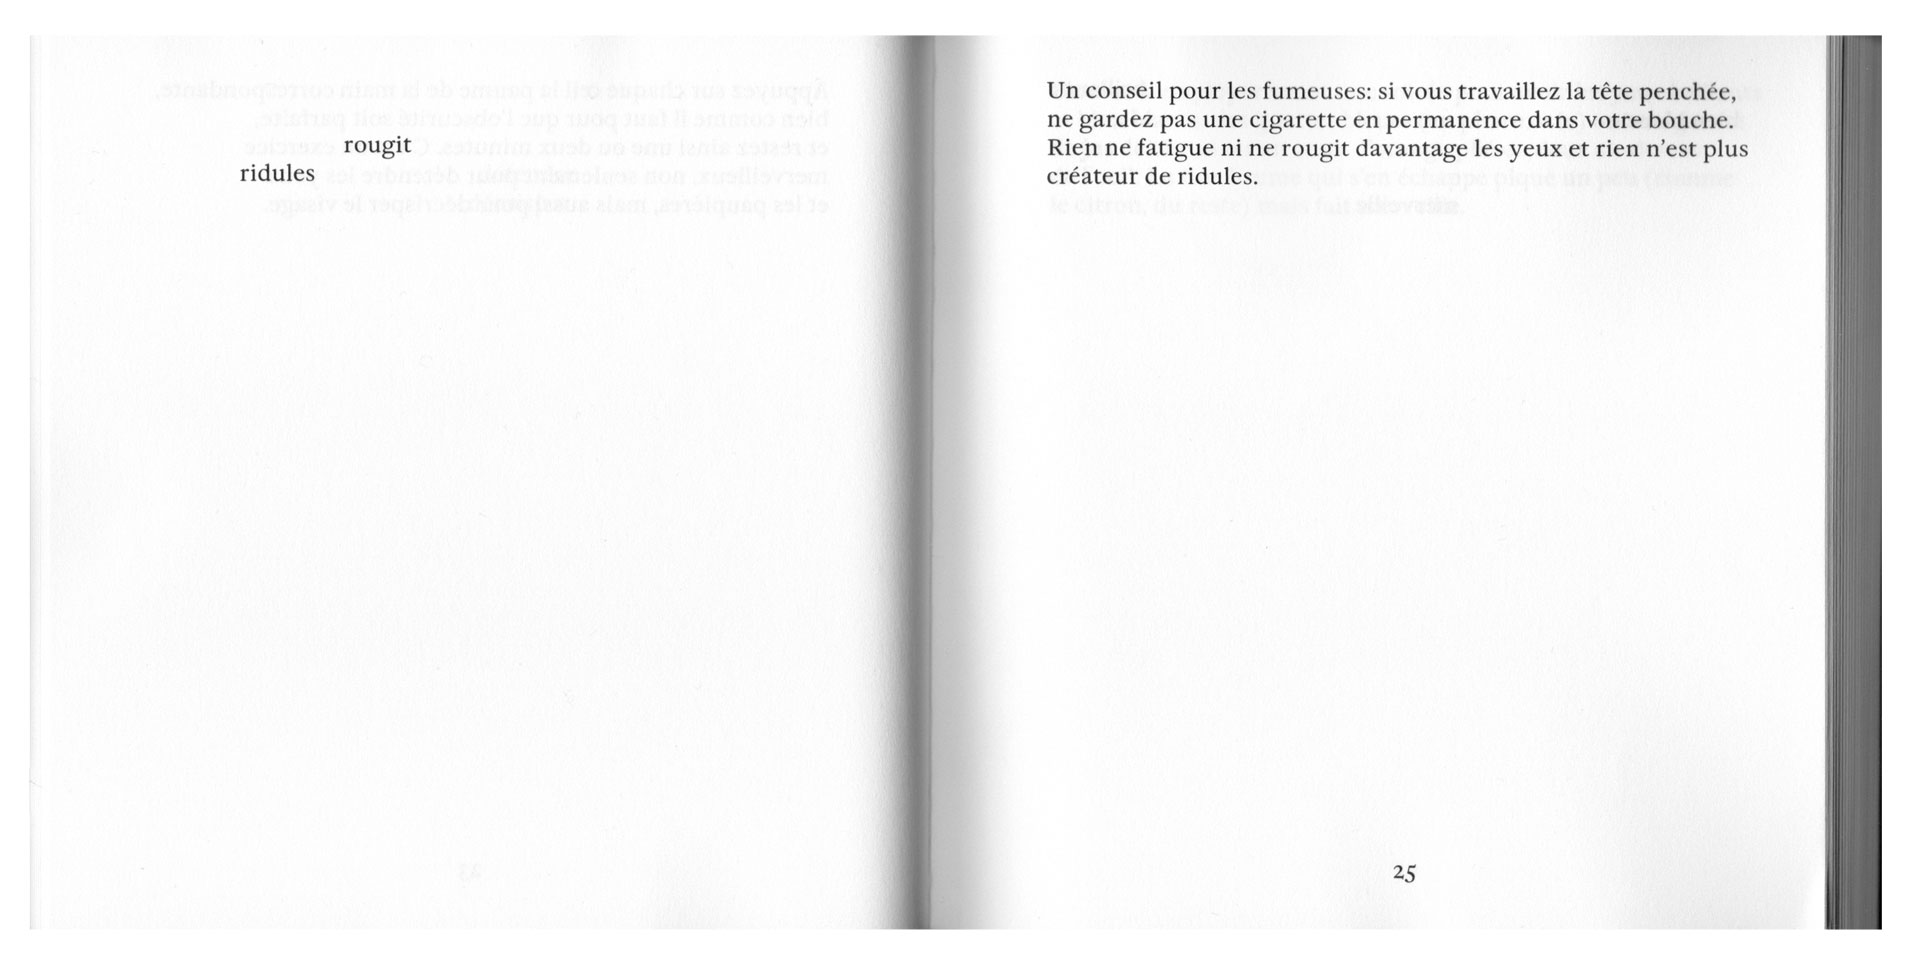 rougit
ridules
Un conseil pour les fumeuses: si vous travaillez la tête penchée,
ne gardez pas une cigarette en permanence dans votre bouche.
Rien ne fatigue ni ne rougit davantage les yeux et rien n’est plus
créateur de ridules.
25